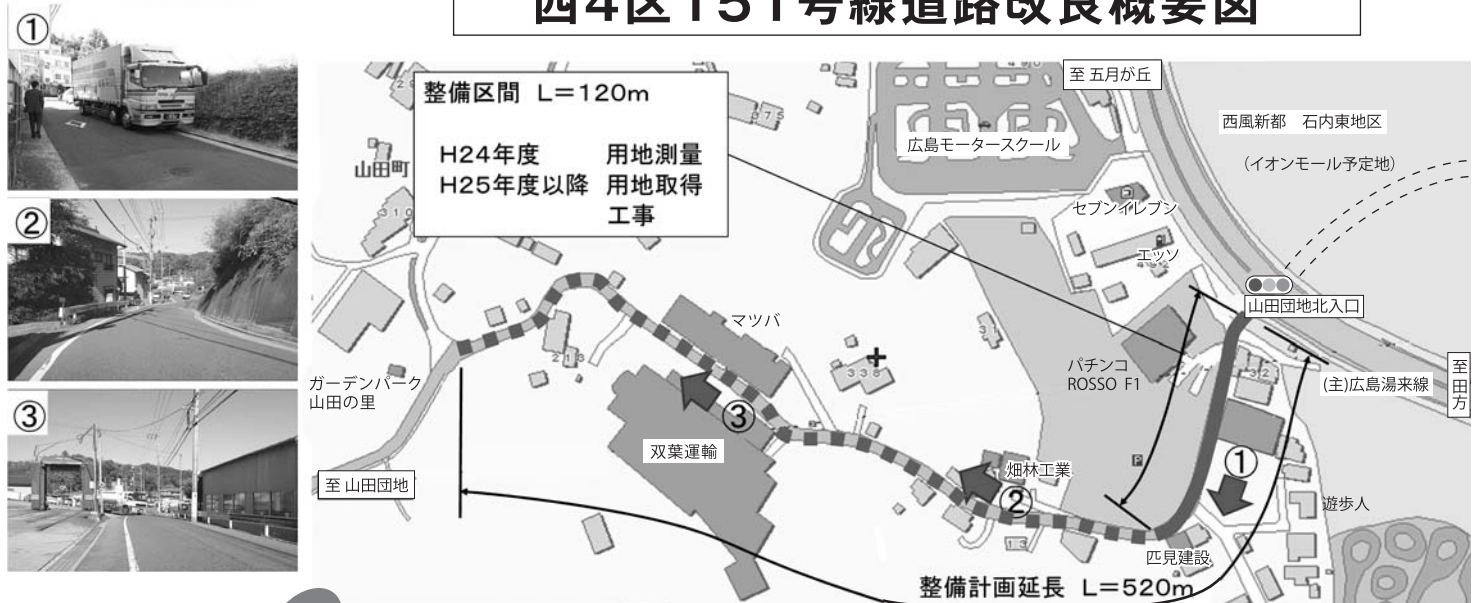 西4区151号線道路改良概要図
①
②
③
整備区間 L＝120m
H24年度 用地測量
H25年度以降 用地取得
工事
至 五月が丘
西風新都 石内東地区
（イオンモール予定地）
広島モータースクール
375
山田町
310
セブンイレブン
エッソ
山田団地北入口
マツバ
31
338
213
パチンコ
ROSSO F1
32
(主)広島湯来線
至田方
ガーデンパーク
山田の里
③
双葉運輸
至 山田団地
P
畑林工業
②
①
遊歩人
13
匹見建設
整備計画延長 L＝520m